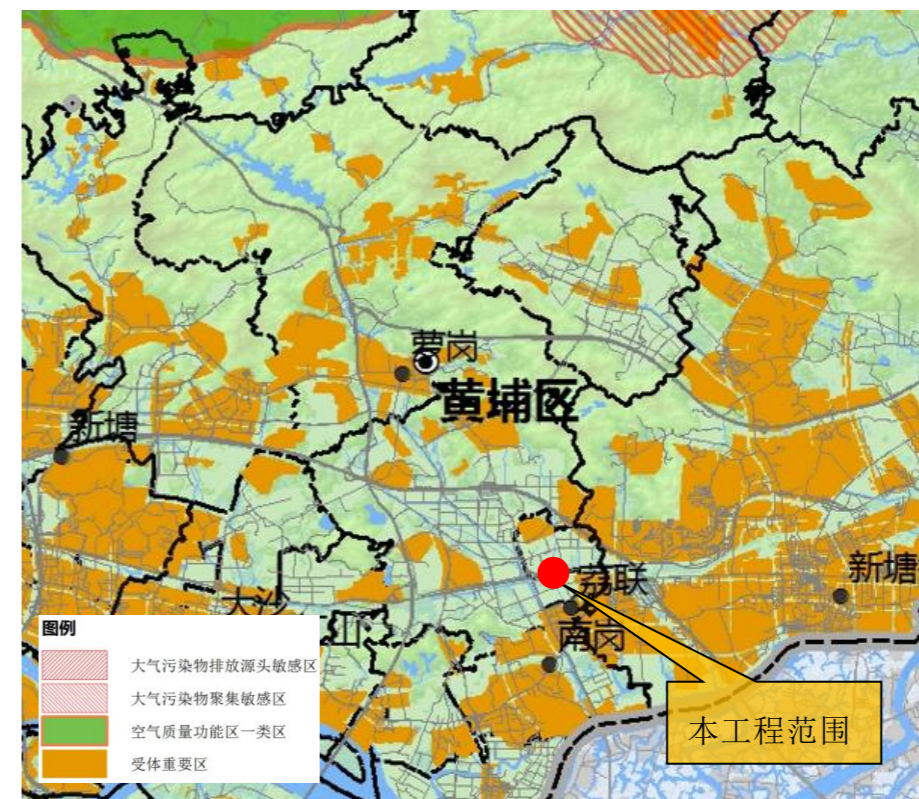 萝岗
黄埔区
新塘
荔联
新塘
大沙
南岗
山
图例
大气污染物排放源头敏感区
大气污染物聚集敏感区
空气质量功能区一类区
受体重要区
本工程范围